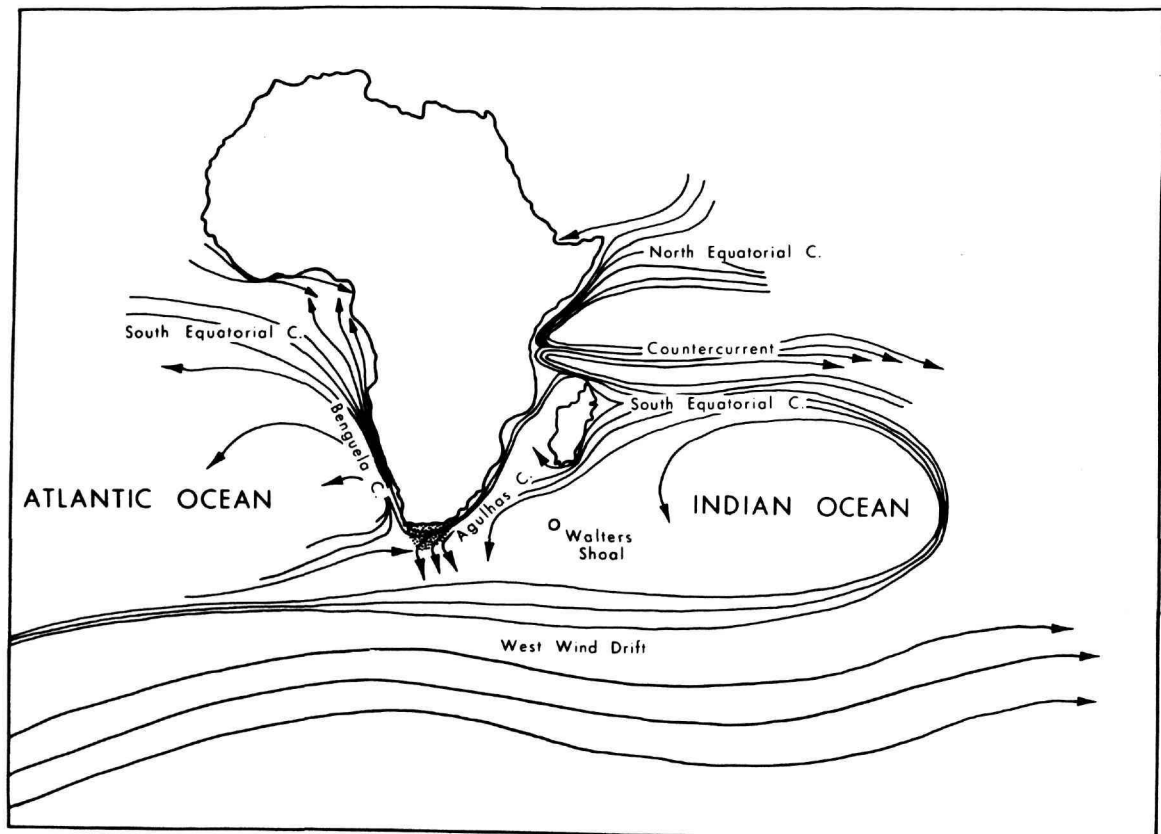 North Equatorial C.
South Equatorial C.
Countercurrent
South Equatorial C.
Benguela C.
Agulhas C.
ATLANTIC OCEAN
INDIAN OCEAN
Walters
Shoal
West Wind Drift